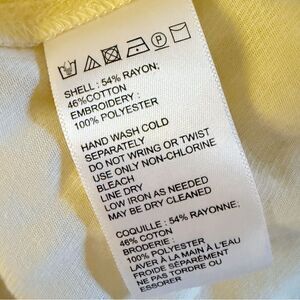 SHELL : 54% RAYON;
46%COTTON
EMBROIDERY :
100% POLYESTER
HAND WASH COLD
SEPARATELY
DO NOT WRING OR TWIST
USE ONLY NON-CHLORINE
BLEACH
LINE DRY
LOW IRON AS NEEDED
MAY BE DRY CLEANED
COQUILLE : 54% RAYONNE;
46% COTON
BRODERIE :
100% POLYESTER
LAVER À LA MAIN À L'EAU
FROIDE SÉPARÉMENT
NE PAS TORDRE OU
ESSORER